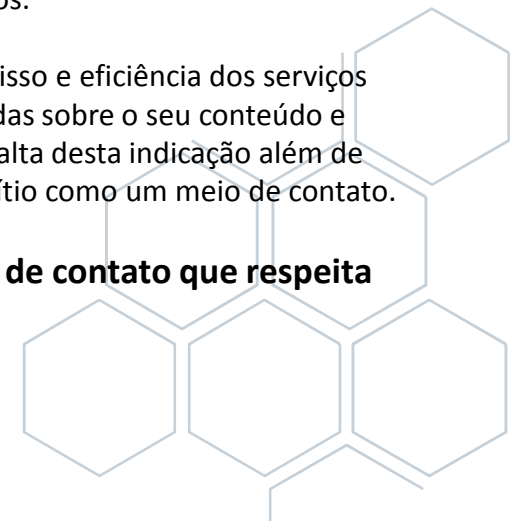 os.
isso e eficiência dos serviços
das sobre o seu conteúdo e
alta desta indicação além de
ítio como um meio de contato.
de contato que respeita